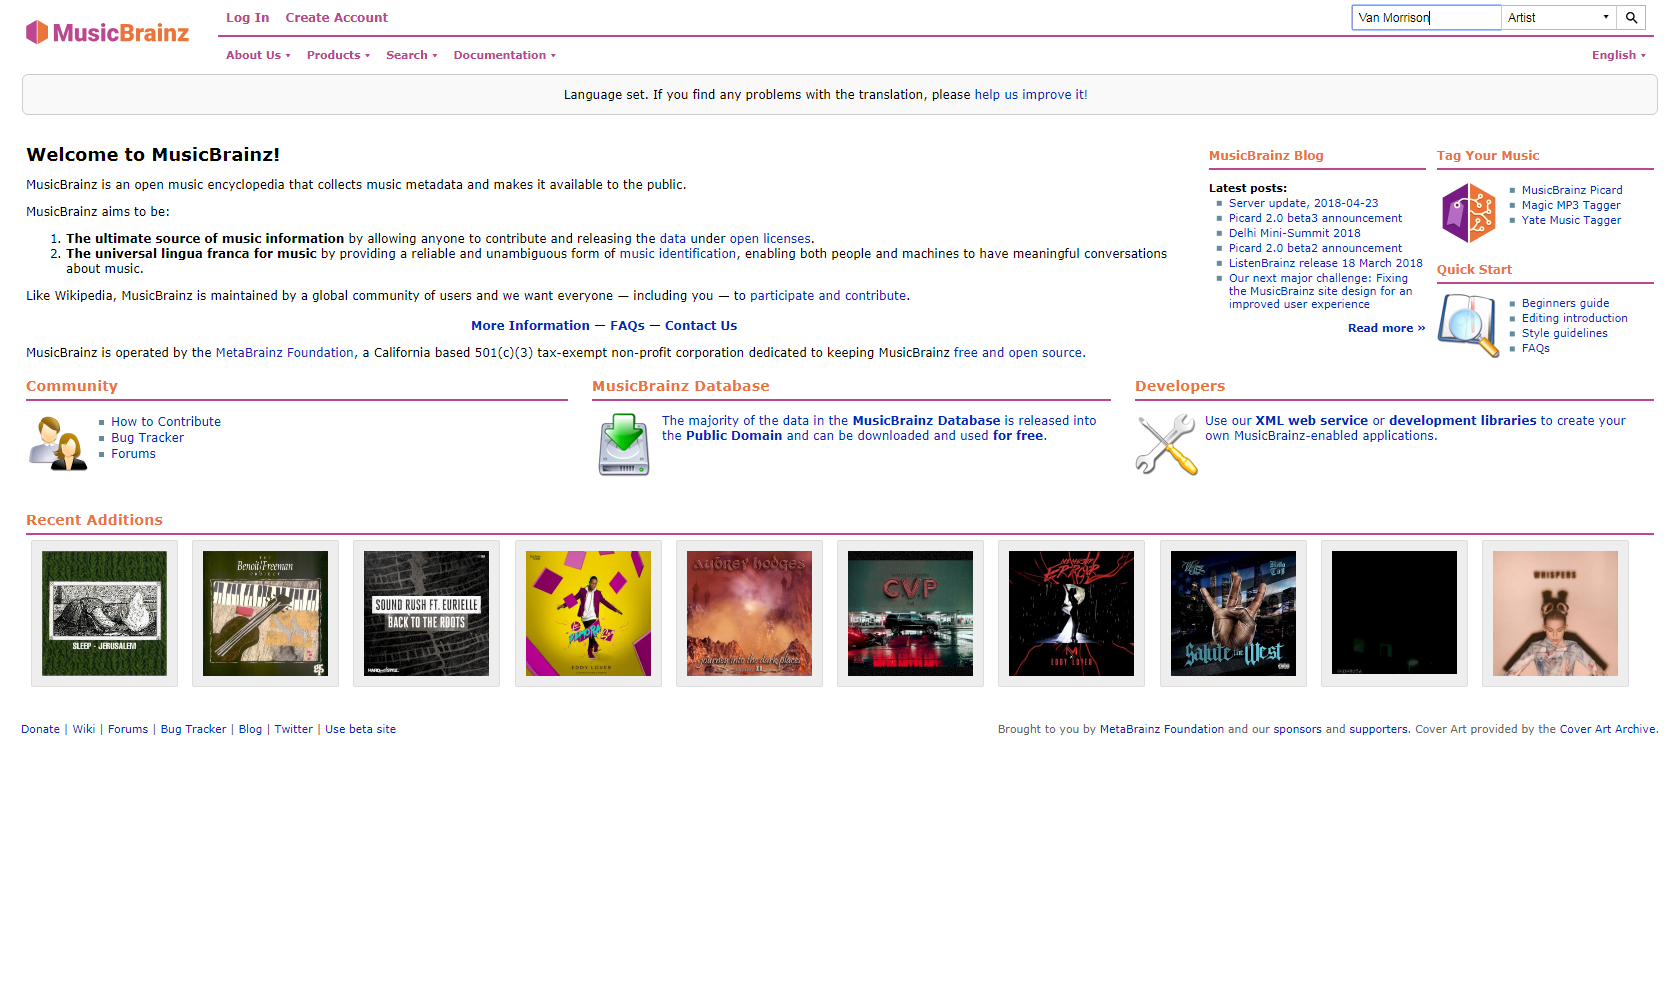 MusicBrainz
Log In Create Account
Van Morrison Artist
About Us Products Search Documentation English
Language set. If you find any problems with the translation, please help us improve it!
Welcome to MusicBrainz!
MusicBrainz is an open music encyclopedia that collects music metadata and makes it available to the public.
MusicBrainz aims to be:
1. The ultimate source of music information by allowing anyone to contribute and releasing the data under open licenses.
2. The universal lingua franca for music by providing a reliable and unambiguous form of music identification, enabling both people and machines to have meaningful conversations
about music.
Like Wikipedia, MusicBrainz is maintained by a global community of users and we want everyone — including you — to participate and contribute.
More Information — FAQs — Contact Us
MusicBrainz is operated by the MetaBrainz Foundation, a California based 501(c)(3) tax-exempt non-profit corporation dedicated to keeping MusicBrainz free and open source.
MusicBrainz Blog
Latest posts:
Server update, 2018-04-23
Picard 2.0 beta3 announcement
Delhi Mini-Summit 2018
Picard 2.0 beta2 announcement
ListenBrainz release 18 March 2018
Our next major challenge: Fixing
the MusicBrainz site design for an
improved user experience
Read more »
Tag Your Music
MusicBrainz Picard
Magic MP3 Tagger
Yate Music Tagger
Quick Start
Beginners guide
Editing introduction
Style guidelines
FAQs
Community
How to Contribute
Bug Tracker
Forums
MusicBrainz Database
The majority of the data in the MusicBrainz Database is released into
the Public Domain and can be downloaded and used for free.
Developers
Use our XML web service or development libraries to create your
own MusicBrainz-enabled applications.
Recent Additions
SLEEP - JERUSALEM
Benoit/Freeman
PROJECT
SOUND RUSH FT. EURIELLE
BACK TO THE ROOTS
EDDY LOVER
aubrey hodges
journey into the dark places
II
CVP
ERROR
EDDY LOVER
Salute the West
WHISPERS
Donate | Wiki | Forums | Bug Tracker | Blog | Twitter | Use beta site
Brought to you by MetaBrainz Foundation and our sponsors and supporters. Cover Art provided by the Cover Art Archive.